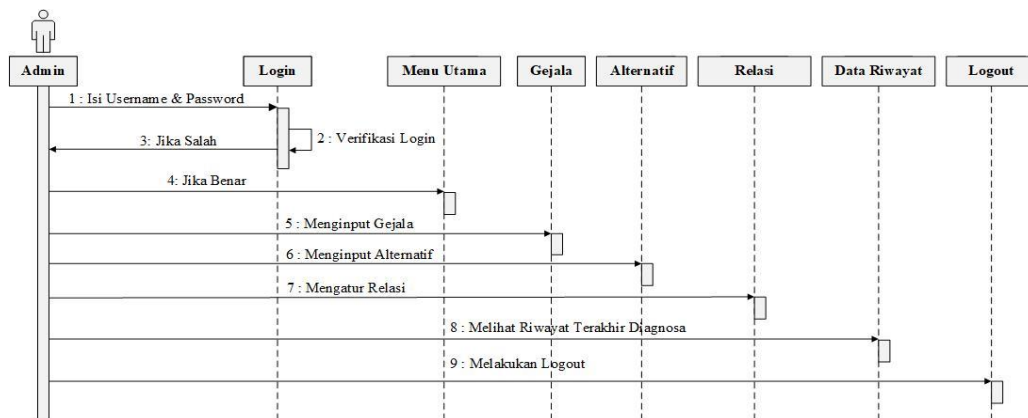 Admin
Login
Menu Utama
Gejala
Alternatif
Relasi
Data Riwayat
Logout
1 : Isi Username & Password
2 : Verifikasi Login
3: Jika Salah
4: Jika Benar
5 : Menginput Gejala
6 : Menginput Alternatif
7 : Mengatur Relasi
8 : Melihat Riwayat Terakhir Diagnosa
9 : Melakukan Logout